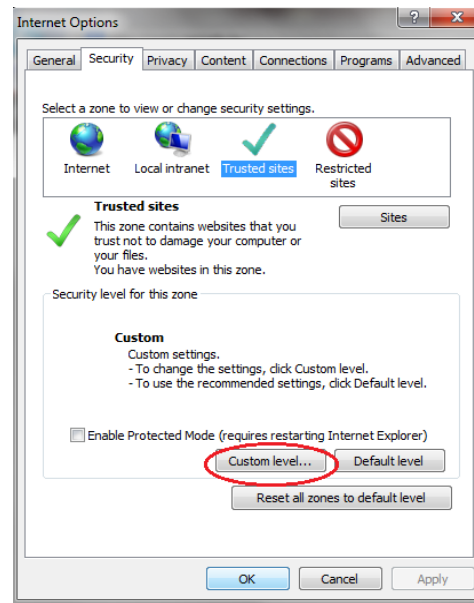 Internet Options
General Security Privacy Content Connections Programs Advanced
Select a zone to view or change security settings.
Internet Local intranet Trusted sites Restricted
sites
Trusted sites
Sites
This zone contains websites that you
trust not to damage your computer or
your files.
You have websites in this zone.
Security level for this zone
Custom
Custom settings.
- To change the settings, click Custom level.
- To use the recommended settings, click Default level.
Enable Protected Mode (requires restarting Internet Explorer)
Custom level... Default level
Reset all zones to default level
OK Cancel Apply